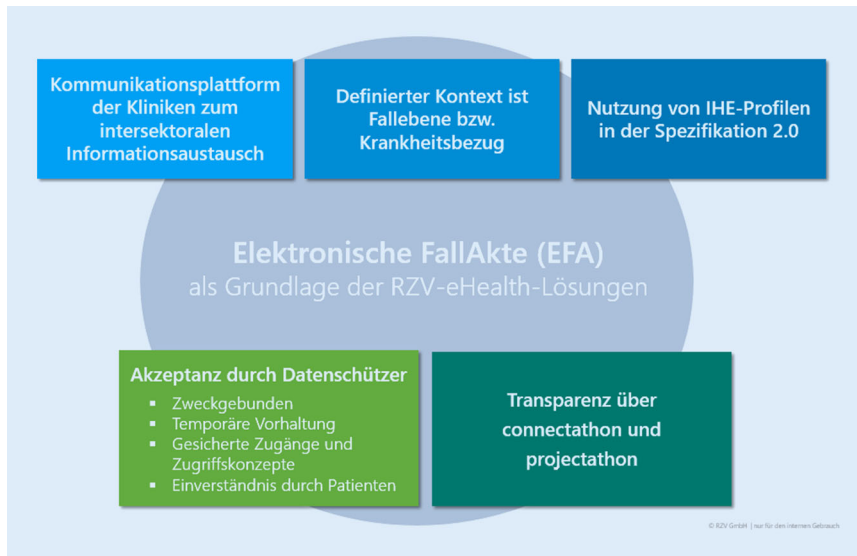 Kommunikationsplattform
der Kliniken zum
intersektoralen
Informationsaustausch
Definierter Kontext ist
Fallebene bzw.
Krankheitsbezug
Nutzung von IHE-Profilen
in der Spezifikation 2.0
Elektronische FallAkte (EFA)
als Grundlage der RZV-eHealth-Lösungen
Akzeptanz durch Datenschützer
▪ Zweckgebunden
▪ Temporäre Vorhaltung
▪ Gesicherte Zugänge und
Zugriffskonzepte
▪ Einverständnis durch Patienten
Transparenz über
connectathon und
projectathon
© RZV GmbH | nur für den internen Gebrauch